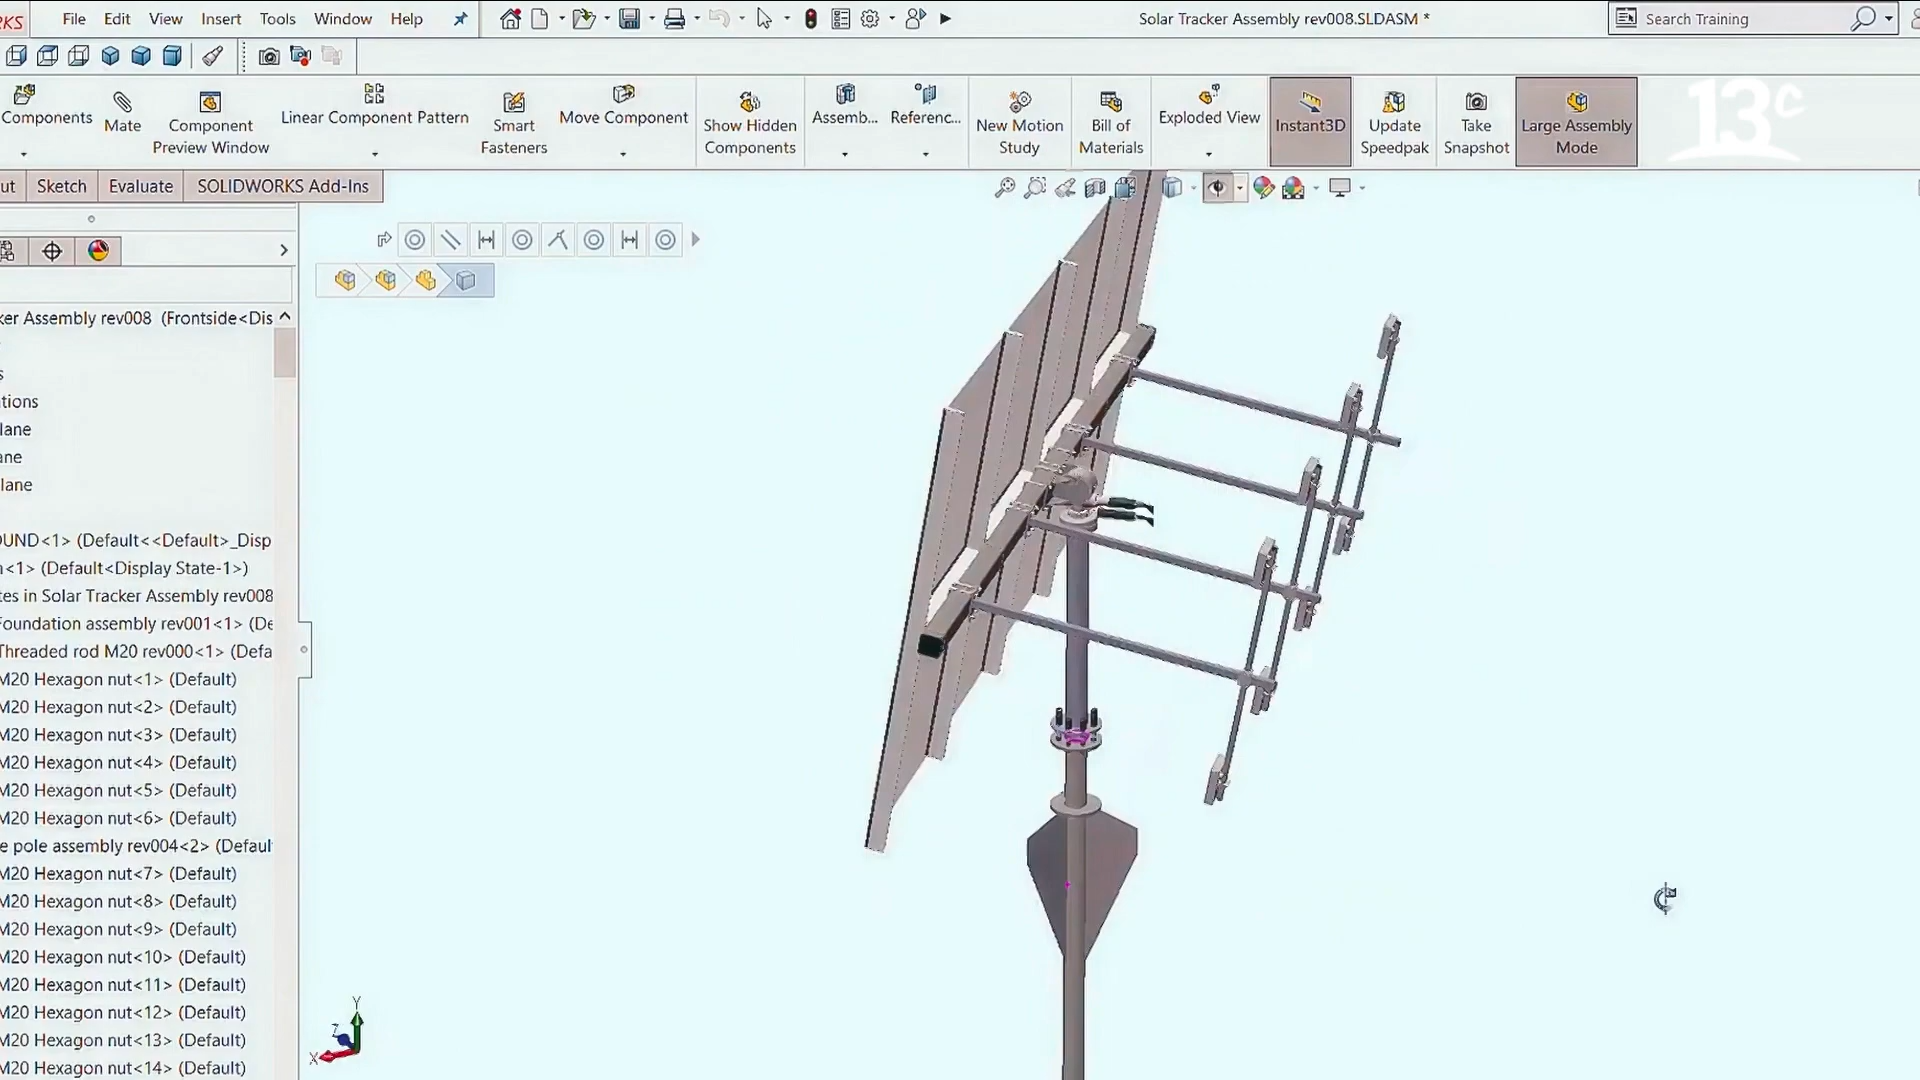 RKS
File Edit View Insert Tools Window Help
Solar Tracker Assembly rev008.SLDASM *
Search Training
Components
Mate
Component
Preview Window
Linear Component Pattern
Smart
Fasteners
Move Component
Show Hidden
Components
Assemb...
Referenc...
New Motion
Study
Bill of
Materials
Exploded View
Instant3D
Update
Speedpak
Take
Snapshot
Large Assembly
Mode
13c
ut Sketch Evaluate SOLIDWORKS Add-Ins
ker Assembly rev008 (Frontside<Dis
s
tions
lane
ane
lane
OUND<1> (Default<<Default>_Disp
n<1> (Default<Display State-1>)
tes in Solar Tracker Assembly rev008
Foundation assembly rev001<1> (De
Threaded rod M20 rev000<1> (Defa
M20 Hexagon nut<1> (Default)
M20 Hexagon nut<2> (Default)
M20 Hexagon nut<3> (Default)
M20 Hexagon nut<4> (Default)
M20 Hexagon nut<5> (Default)
M20 Hexagon nut<6> (Default)
e pole assembly rev004<2> (Defaul
M20 Hexagon nut<7> (Default)
M20 Hexagon nut<8> (Default)
M20 Hexagon nut<9> (Default)
M20 Hexagon nut<10> (Default)
M20 Hexagon nut<11> (Default)
M20 Hexagon nut<12> (Default)
M20 Hexagon nut<13> (Default)
M20 Hexagon nut<14> (Default)
Y
Z
X